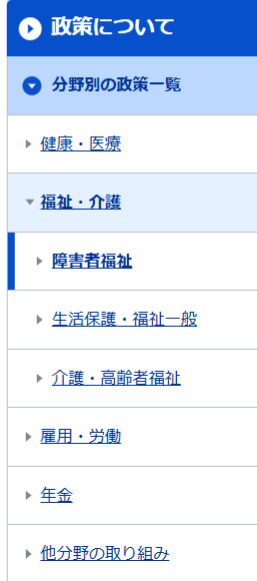 政策について
分野別の政策一覧
健康・医療
福祉・介護
障害者福祉
生活保護・福祉一般
介護・高齢者福祉
雇用・労働
年金
他分野の取り組み